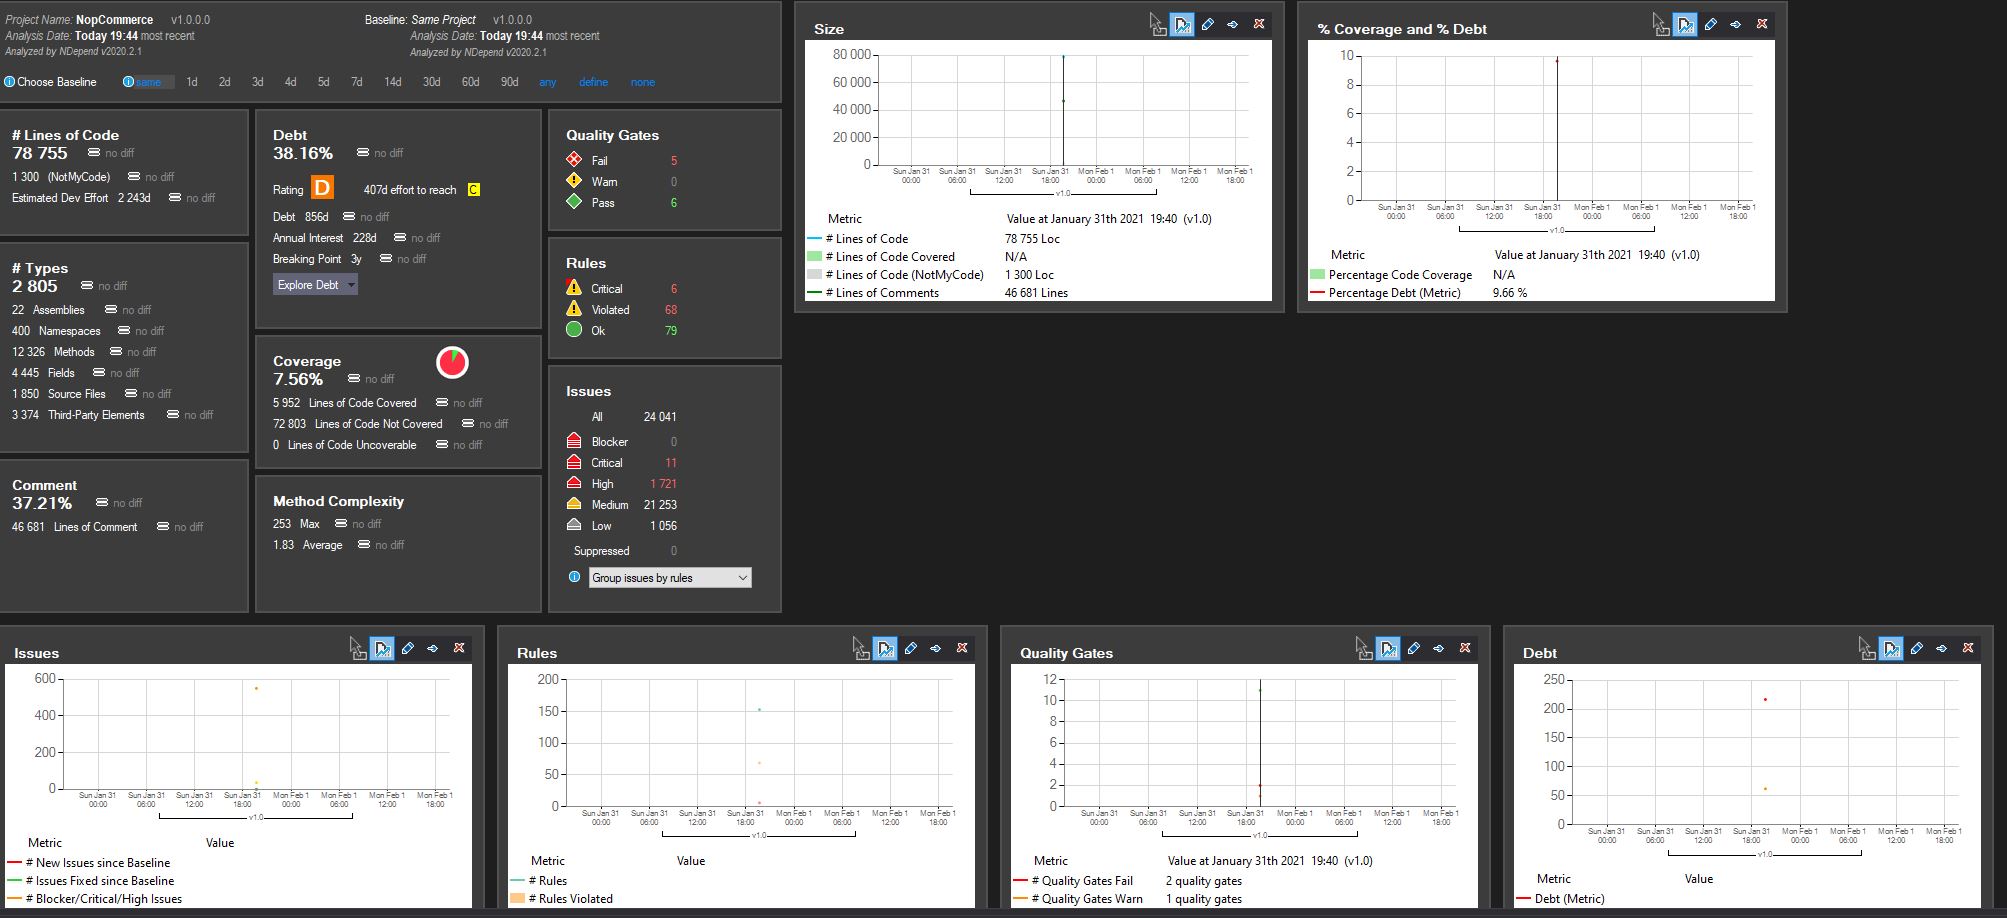 Project Name: NopCommerce v1.0.0.0
Analysis Date: Today 19:44 most recent
Analyzed by NDepend v2020.2.1
Baseline: Same Project v1.0.0.0
Analysis Date: Today 19:44 most recent
Analyzed by NDepend v2020.2.1
Choose Baseline same 1d 2d 3d 4d 5d 7d 14d 30d 60d 90d any define none
# Lines of Code
78 755 no diff
1 300 (NotMyCode) no diff
Estimated Dev Effort 2 243d no diff
# Types
2 805 no diff
22 Assemblies no diff
400 Namespaces no diff
12 326 Methods no diff
4 445 Fields no diff
1 850 Source Files no diff
3 374 Third-Party Elements no diff
Comment
37.21% no diff
46 681 Lines of Comment no diff
Debt
38.16% no diff
Rating D 407d effort to reach C
Debt 856d no diff
Annual Interest 228d no diff
Breaking Point 3y no diff
Explore Debt
Coverage
7.56% no diff
5 952 Lines of Code Covered no diff
72 803 Lines of Code Not Covered no diff
0 Lines of Code Uncoverable no diff
Method Complexity
253 Max no diff
1.83 Average no diff
Quality Gates
Fail 5
Warn 0
Pass 6
Rules
Critical 6
Violated 68
Ok 79
Issues
All 24 041
Blocker 0
Critical 11
High 1 721
Medium 21 253
Low 1 056
Suppressed 0
Group issues by rules
Size
80 000
60 000
40 000
20 000
0
Sun Jan 31 Sun Jan 31 Sun Jan 31 Sun Jan 31 Mon Feb 1 Mon Feb 1 Mon Feb 1 Mon Feb 1
00:00 06:00 12:00 18:00 00:00 06:00 12:00 18:00
v1.0
Metric Value at January 31th 2021 19:40 (v1.0)
# Lines of Code 78 755 Loc
# Lines of Code Covered N/A
# Lines of Code (NotMyCode) 1 300 Loc
# Lines of Comments 46 681 Lines
% Coverage and % Debt
10
8
6
4
2
0
Sun Jan 31 Sun Jan 31 Sun Jan 31 Sun Jan 31 Mon Feb 1 Mon Feb 1 Mon Feb 1 Mon Feb 1
00:00 06:00 12:00 18:00 00:00 06:00 12:00 18:00
v1.0
Metric Value at January 31th 2021 19:40 (v1.0)
Percentage Code Coverage N/A
Percentage Debt (Metric) 9.66 %
Issues
600
400
200
0
Sun Jan 31 Sun Jan 31 Sun Jan 31 Sun Jan 31 Mon Feb 1 Mon Feb 1 Mon Feb 1 Mon Feb 1
00:00 06:00 12:00 18:00 00:00 06:00 12:00 18:00
v1.0
Metric Value
# New Issues since Baseline
# Issues Fixed since Baseline
# Blocker/Critical/High Issues
Rules
200
150
100
50
0
Sun Jan 31 Sun Jan 31 Sun Jan 31 Sun Jan 31 Mon Feb 1 Mon Feb 1 Mon Feb 1 Mon Feb 1
00:00 06:00 12:00 18:00 00:00 06:00 12:00 18:00
v1.0
Metric Value
# Rules
# Rules Violated
Quality Gates
12
10
8
6
4
2
0
Sun Jan 31 Sun Jan 31 Sun Jan 31 Sun Jan 31 Mon Feb 1 Mon Feb 1 Mon Feb 1 Mon Feb 1
00:00 06:00 12:00 18:00 00:00 06:00 12:00 18:00
v1.0
Metric Value at January 31th 2021 19:40 (v1.0)
# Quality Gates Fail 2 quality gates
# Quality Gates Warn 1 quality gates
Debt
250
200
150
100
50
0
Sun Jan 31 Sun Jan 31 Sun Jan 31 Sun Jan 31 Mon Feb 1 Mon Feb 1 Mon Feb 1 Mon Feb 1
00:00 06:00 12:00 18:00 00:00 06:00 12:00 18:00
v1.0
Metric Value
Debt (Metric)